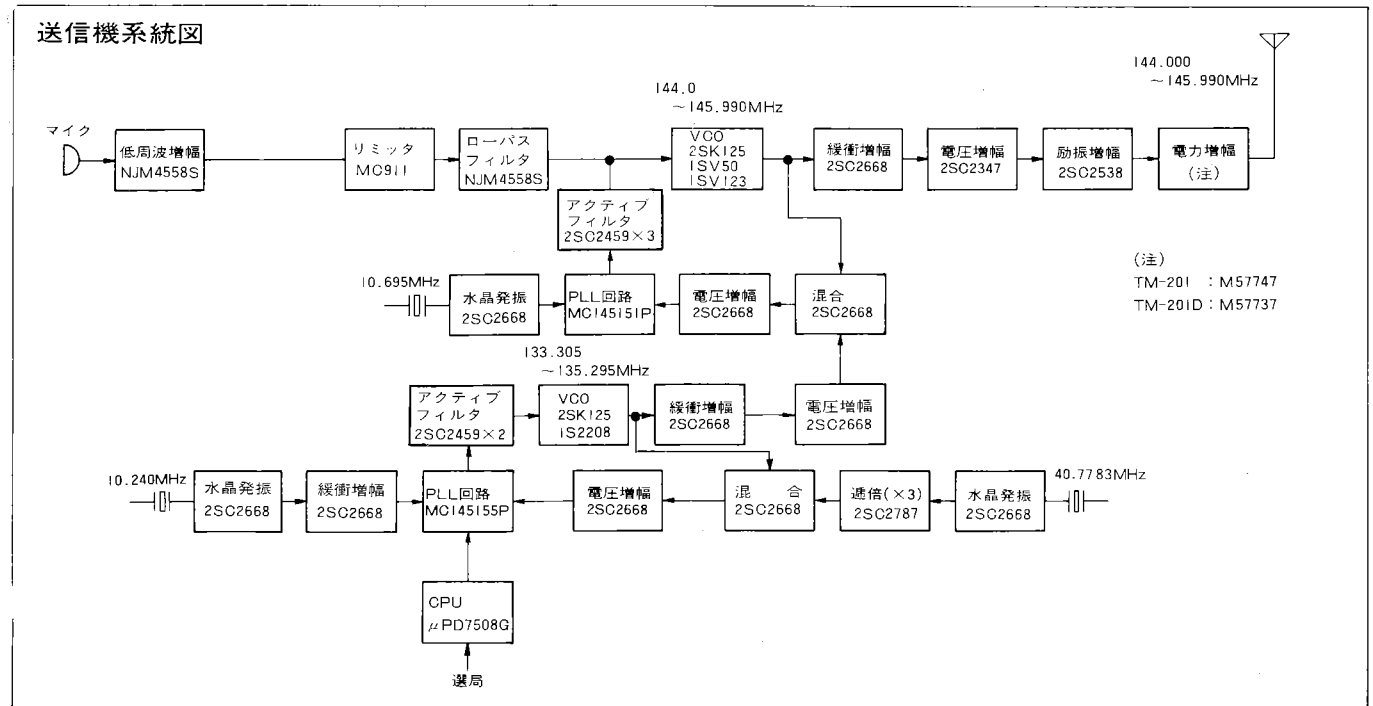 送信機系統図
144.000
～145.990MHz
144.0
～145.990MHz
マイク
低周波増幅
NJM4558S
リミッタ
MC911
ローパス
フィルタ
NJM4558S
VCO
2SK125
1SV50
1SV123
緩衝増幅
2SC2668
電圧増幅
2SC2347
励振増幅
2SC2538
電力増幅
(注)
アクティブ
フィルタ
2SC2459×3
(注)
TM-201 : M57747
TM-201D : M57737
10.695MHz
水晶発振
2SC2668
PLL回路
MC145151P
電圧増幅
2SC2668
混合
2SC2668
133.305
～135.295MHz
アクティブ
フィルタ
2SC2459×2
VCO
2SK125
1S2208
緩衝増幅
2SC2668
電圧増幅
2SC2668
10.240MHz
水晶発振
2SC2668
緩衝増幅
2SC2668
PLL回路
MC145155P
電圧増幅
2SC2668
混　合
2SC2668
逓倍(×3)
2SC2787
水晶発振
2SC2668
40.7783MHz
CPU
μPD7508G
選局